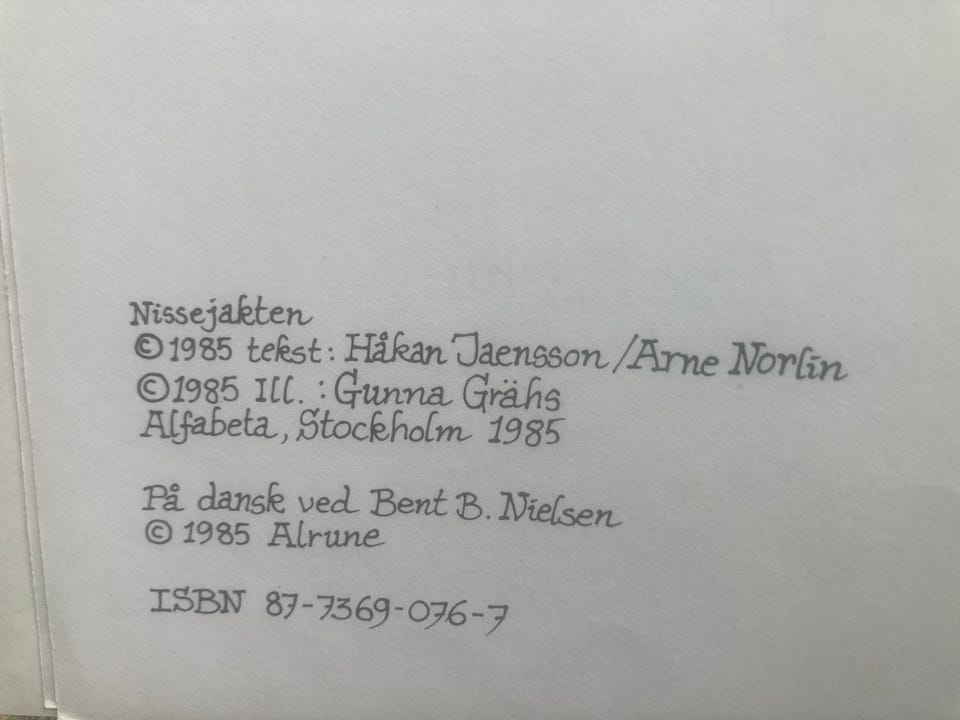 Nissejakten
©1985 tekst: Håkan Jaensson/Arne Norlin
©1985 Ill.: Gunna Grähs
Alfabeta, Stockholm 1985
På dansk ved Bent B. Nielsen
© 1985 Alrune
ISBN 87-7369-076-7